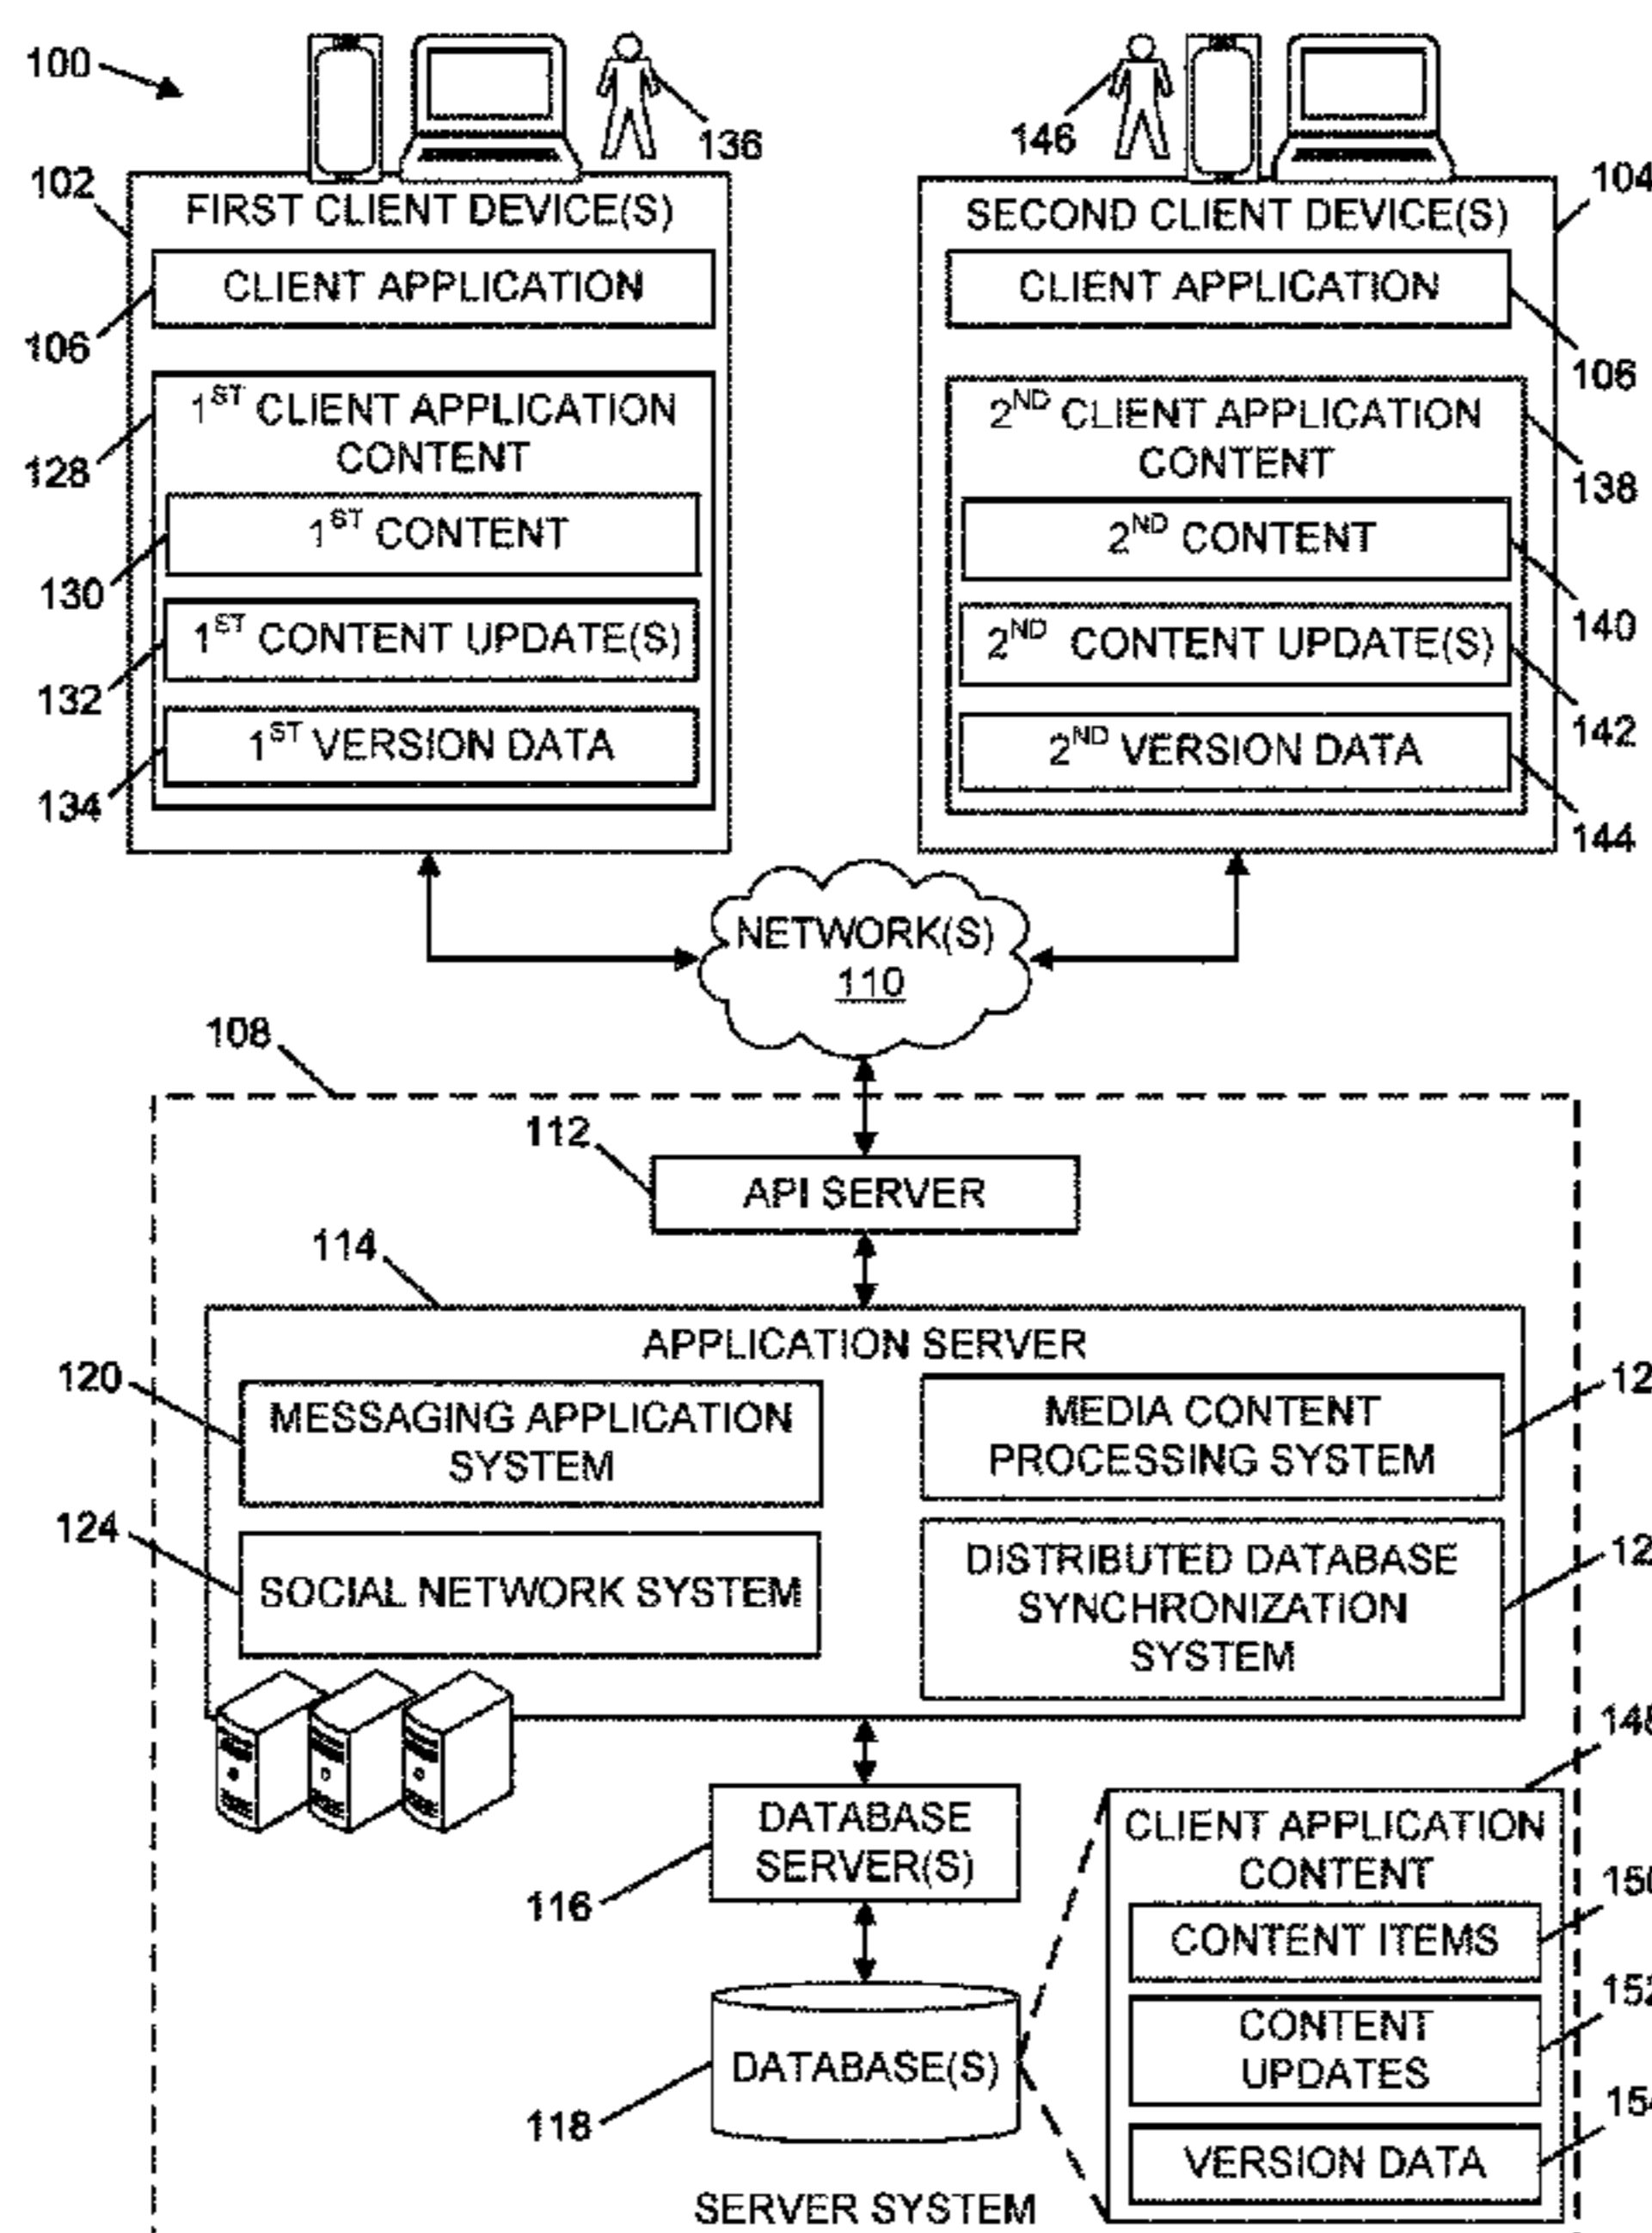 100
136
146
102
FIRST CLIENT DEVICE(S)
CLIENT APPLICATION
106
1ST CLIENT APPLICATION
CONTENT
128
1ST CONTENT
130
1ST CONTENT UPDATE(S)
132
1ST VERSION DATA
134
104
SECOND CLIENT DEVICE(S)
CLIENT APPLICATION
106
2ND CLIENT APPLICATION
CONTENT
138
2ND CONTENT
140
2ND CONTENT UPDATE(S)
142
2ND VERSION DATA
144
NETWORK(S)
110
108
112
API SERVER
114
APPLICATION SERVER
120
MESSAGING APPLICATION
SYSTEM
MEDIA CONTENT
PROCESSING SYSTEM
124
SOCIAL NETWORK SYSTEM
DISTRIBUTED DATABASE
SYNCHRONIZATION
SYSTEM
DATABASE
SERVER(S)
116
DATABASE(S)
118
148
CLIENT APPLICATION
CONTENT
CONTENT ITEMS
150
CONTENT
UPDATES
152
VERSION DATA
154
SERVER SYSTEM